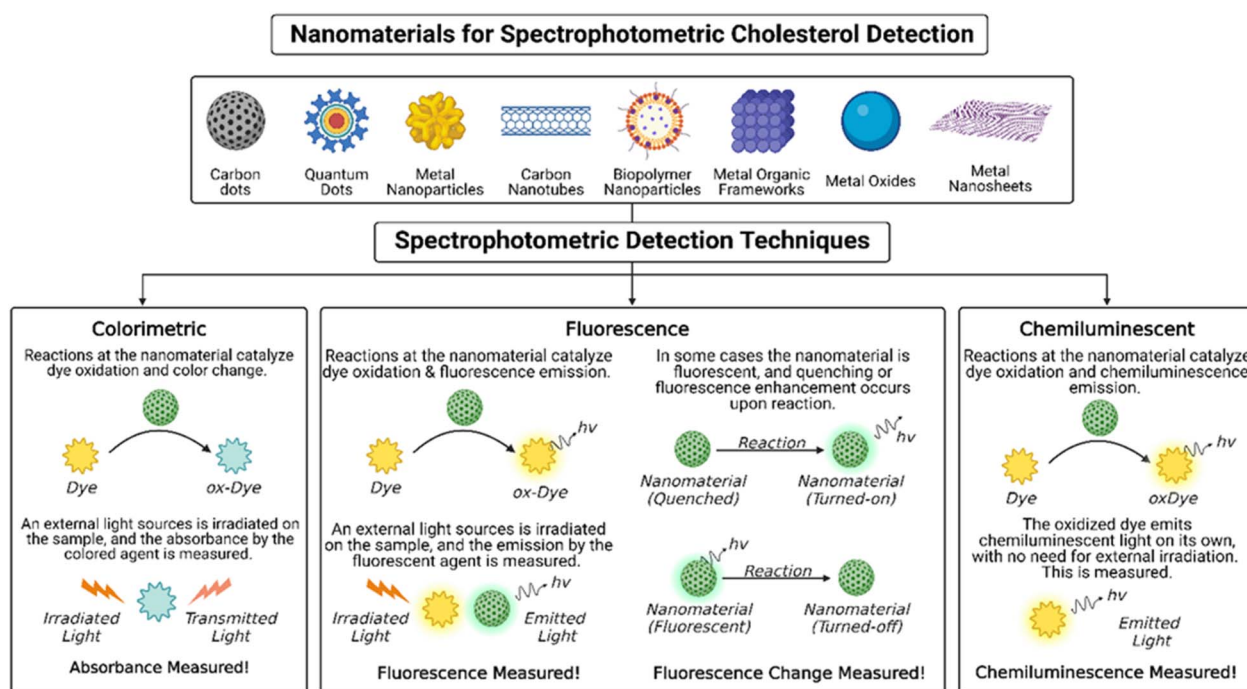 Nanomaterials for Spectrophotometric Cholesterol Detection
Carbon
dots
Quantum
Dots
Metal
Nanoparticles
Carbon
Nanotubes
Biopolymer
Nanoparticles
Metal Organic
Frameworks
Metal Oxides
Metal
Nanosheets
Spectrophotometric Detection Techniques
Colorimetric
Reactions at the nanomaterial catalyze
dye oxidation and color change.
Dye
ox-Dye
An external light sources is irradiated on
the sample, and the absorbance by the
colored agent is measured.
Irradiated
Light
Transmitted
Light
Absorbance Measured!
Fluorescence
Reactions at the nanomaterial catalyze
dye oxidation & fluorescence emission.
hv
Dye
ox-Dye
An external light sources is irradiated
on the sample, and the emission by the
fluorescent agent is measured.
hv
Irradiated
Light
Emitted
Light
Fluorescence Measured!
In some cases the nanomaterial is
fluorescent, and quenching or
fluorescence enhancement occurs
upon reaction.
Reaction
hv
Nanomaterial
(Quenched)
Nanomaterial
(Turned-on)
hv
Reaction
Nanomaterial
(Fluorescent)
Nanomaterial
(Turned-off)
Fluorescence Change Measured!
Chemiluminescent
Reactions at the nanomaterial catalyze
dye oxidation and chemiluminescence
emission.
hv
Dye
oxDye
The oxidized dye emits
chemiluminescent light on its own,
with no need for external irradiation.
This is measured.
hv
Emitted
Light
Chemiluminescence Measured!